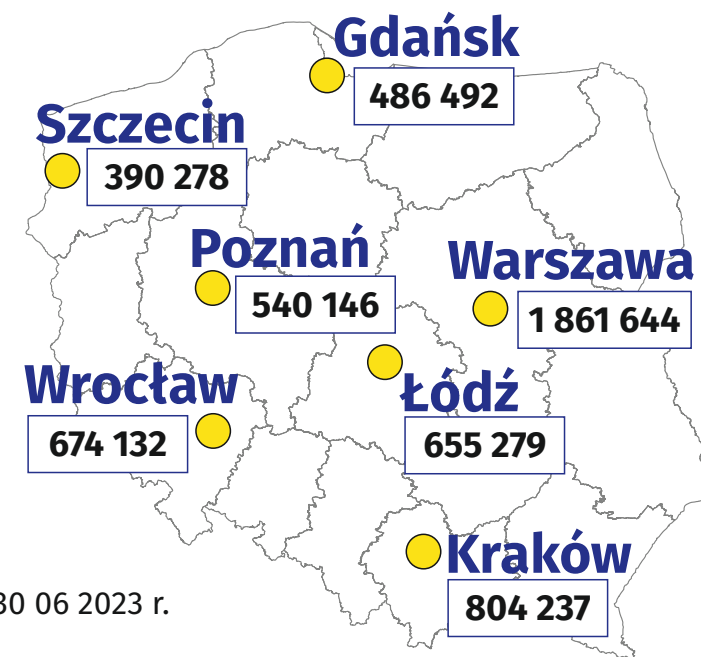 Gdańsk
486 492
Szczecin
390 278
Poznań
540 146
Warszawa
1 861 644
Wrocław
674 132
Łódź
655 279
Kraków
804 237
30 06 2023 r.